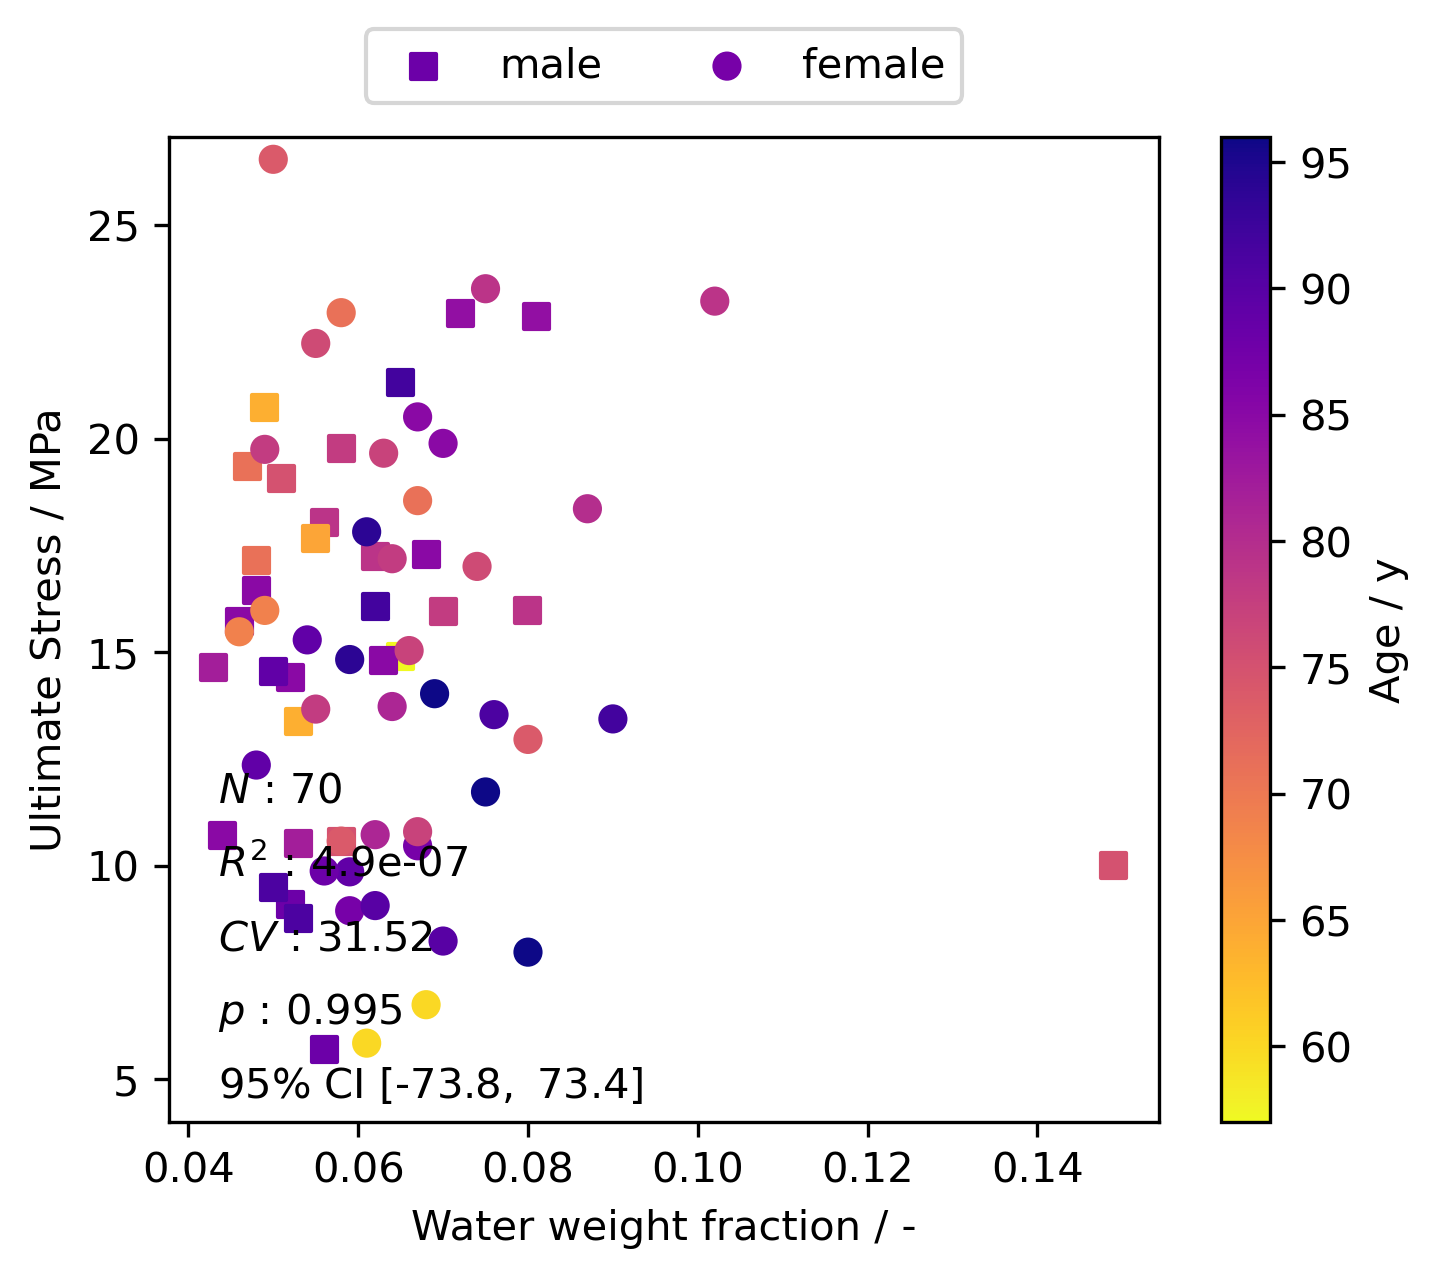 male female
25
20
15
10
5
Ultimate Stress / MPa
N : 70
R² : 4.9e-07
CV : 31.52
p : 0.995
95% CI [-73.8, 73.4]
0.04 0.06 0.08 0.10 0.12 0.14
Water weight fraction / -
95
90
85
80
75
70
65
60
Age / y